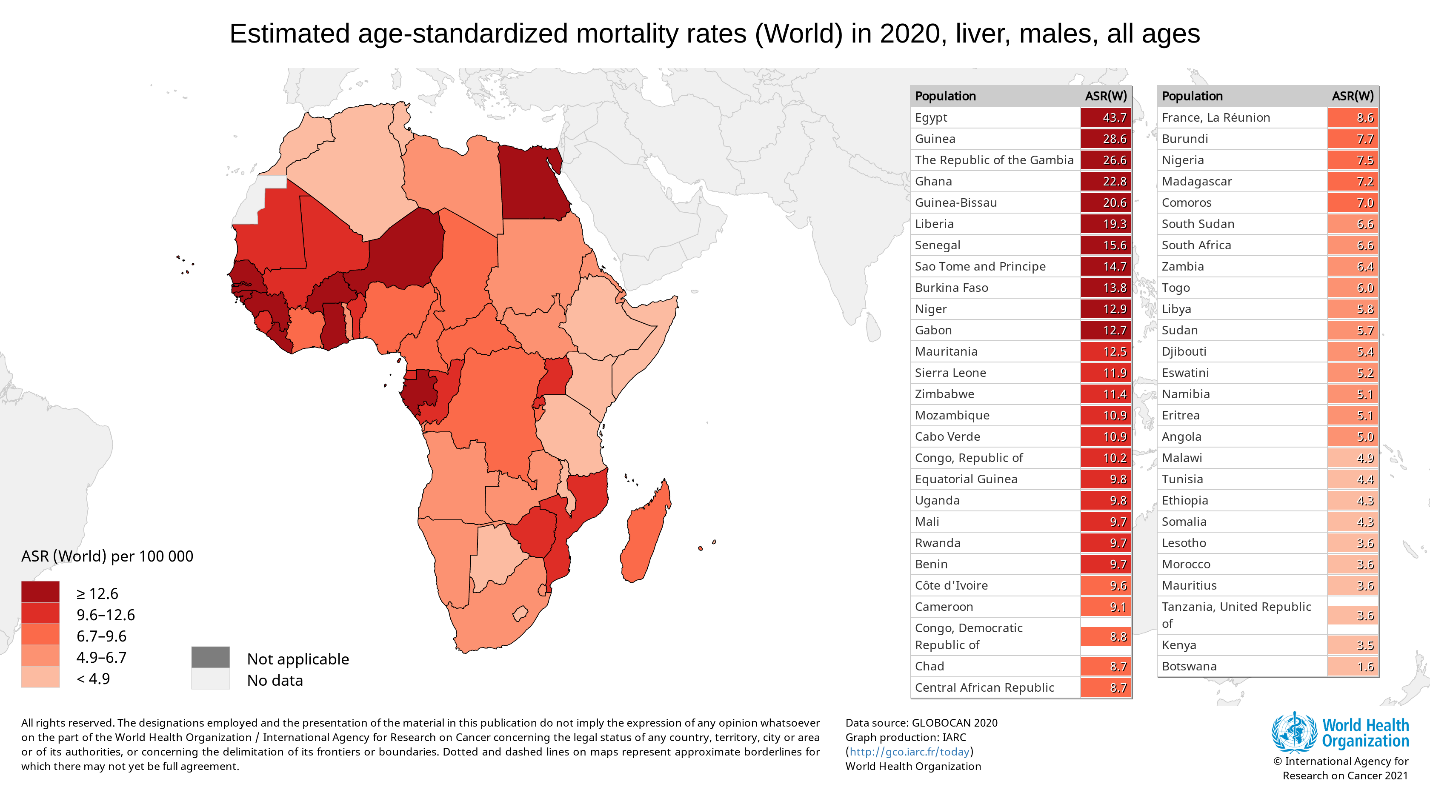 Estimated age-standardized mortality rates (World) in 2020, liver, males, all ages
Population ASR(W)
Egypt 43.7
Guinea 28.6
The Republic of the Gambia 26.6
Ghana 22.8
Guinea-Bissau 20.6
Liberia 19.3
Senegal 15.6
Sao Tome and Principe 14.7
Burkina Faso 13.8
Niger 12.9
Gabon 12.7
Mauritania 12.5
Sierra Leone 11.9
Zimbabwe 11.4
Mozambique 10.9
Cabo Verde 10.9
Congo, Republic of 10.2
Equatorial Guinea 9.8
Uganda 9.8
Mali 9.7
Rwanda 9.7
Benin 9.7
Côte d'Ivoire 9.6
Cameroon 9.1
Congo, Democratic
Republic of 8.8
Chad 8.7
Central African Republic 8.7
Population ASR(W)
France, La Réunion 8.6
Burundi 7.7
Nigeria 7.5
Madagascar 7.2
Comoros 7.0
South Sudan 6.6
South Africa 6.6
Zambia 6.4
Togo 6.0
Libya 5.8
Sudan 5.7
Djibouti 5.4
Eswatini 5.2
Namibia 5.1
Eritrea 5.1
Angola 5.0
Malawi 4.9
Tunisia 4.4
Ethiopia 4.3
Somalia 4.3
Lesotho 3.6
Morocco 3.6
Mauritius 3.6
Tanzania, United Republic
of 3.6
Kenya 3.5
Botswana 1.6
ASR (World) per 100 000
≥ 12.6
9.6–12.6
6.7–9.6
4.9–6.7
< 4.9
Not applicable
No data
All rights reserved. The designations employed and the presentation of the material in this publication do not imply the expression of any opinion whatsoever
on the part of the World Health Organization / International Agency for Research on Cancer concerning the legal status of any country, territory, city or area
or of its authorities, or concerning the delimitation of its frontiers or boundaries. Dotted and dashed lines on maps represent approximate borderlines for
which there may not yet be full agreement.
Data source: GLOBOCAN 2020
Graph production: IARC
(http://gco.iarc.fr/today)
World Health Organization
World Health
Organization
© International Agency for
Research on Cancer 2021